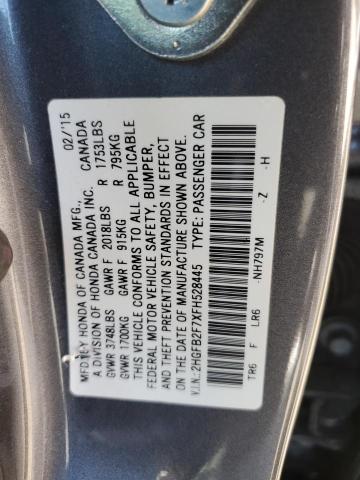 MFD BY HONDA OF CANADA MFG., CANADA 02/'15
A DIVISION OF HONDA CANADA INC.
GVWR 3748LBS GAWR F 2018LBS R 1753LBS
GVWR 1700KG GAWR F 915KG R 795KG
THIS VEHICLE CONFORMS TO ALL APPLICABLE
FEDERAL MOTOR VEHICLE SAFETY, BUMPER,
AND THEFT PREVENTION STANDARDS IN EFFECT
ON THE DATE OF MANUFACTURE SHOWN ABOVE.
V.I.N.: 2HGFB2F7XFH528445 TYPE: PASSENGER CAR
TR6 F LR6 -NH797M -Z -H